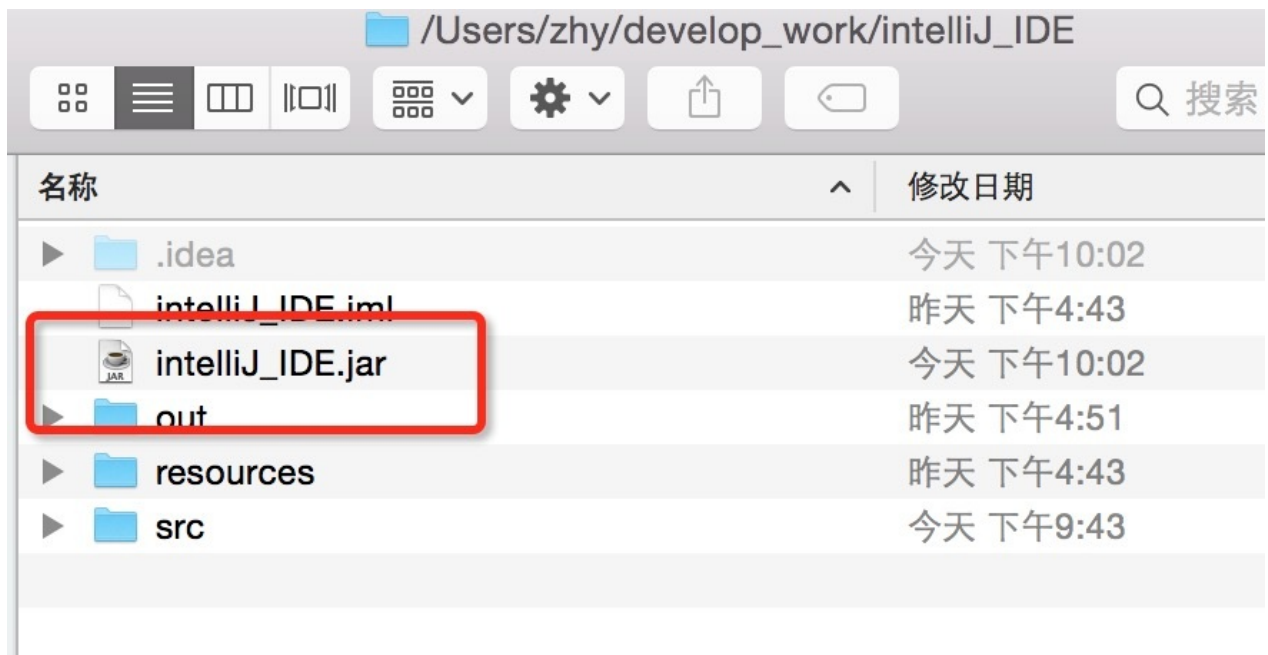 /Users/zhy/develop_work/intelliJ_IDE
搜索
名称 修改日期
.idea 今天 下午10:02
intelliJ_IDE.iml 昨天 下午4:43
JAR intelliJ_IDE.jar 今天 下午10:02
out 昨天 下午4:51
resources 昨天 下午4:43
src 今天 下午9:43